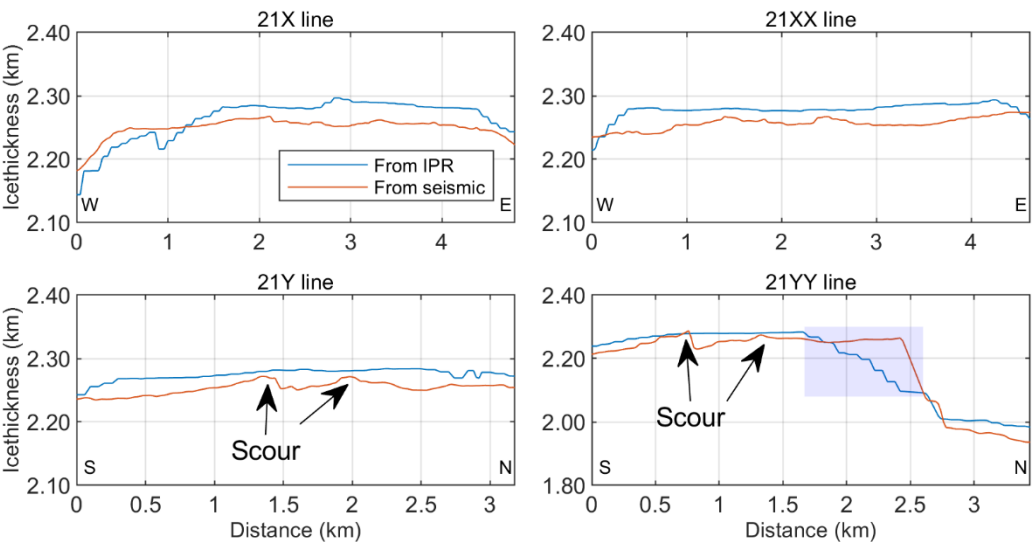 21X line
2.40
2.30
2.20
2.10
Icethickness (km)
From IPR
From seismic
W
E
0 1 2 3 4
21XX line
2.40
2.30
2.20
2.10
W
E
0 1 2 3 4
21Y line
2.40
2.30
2.20
2.10
Icethickness (km)
Scour
S
N
0 0.5 1 1.5 2 2.5 3
Distance (km)
21YY line
2.40
2.20
2.00
1.80
Scour
S
N
0 0.5 1 1.5 2 2.5 3
Distance (km)